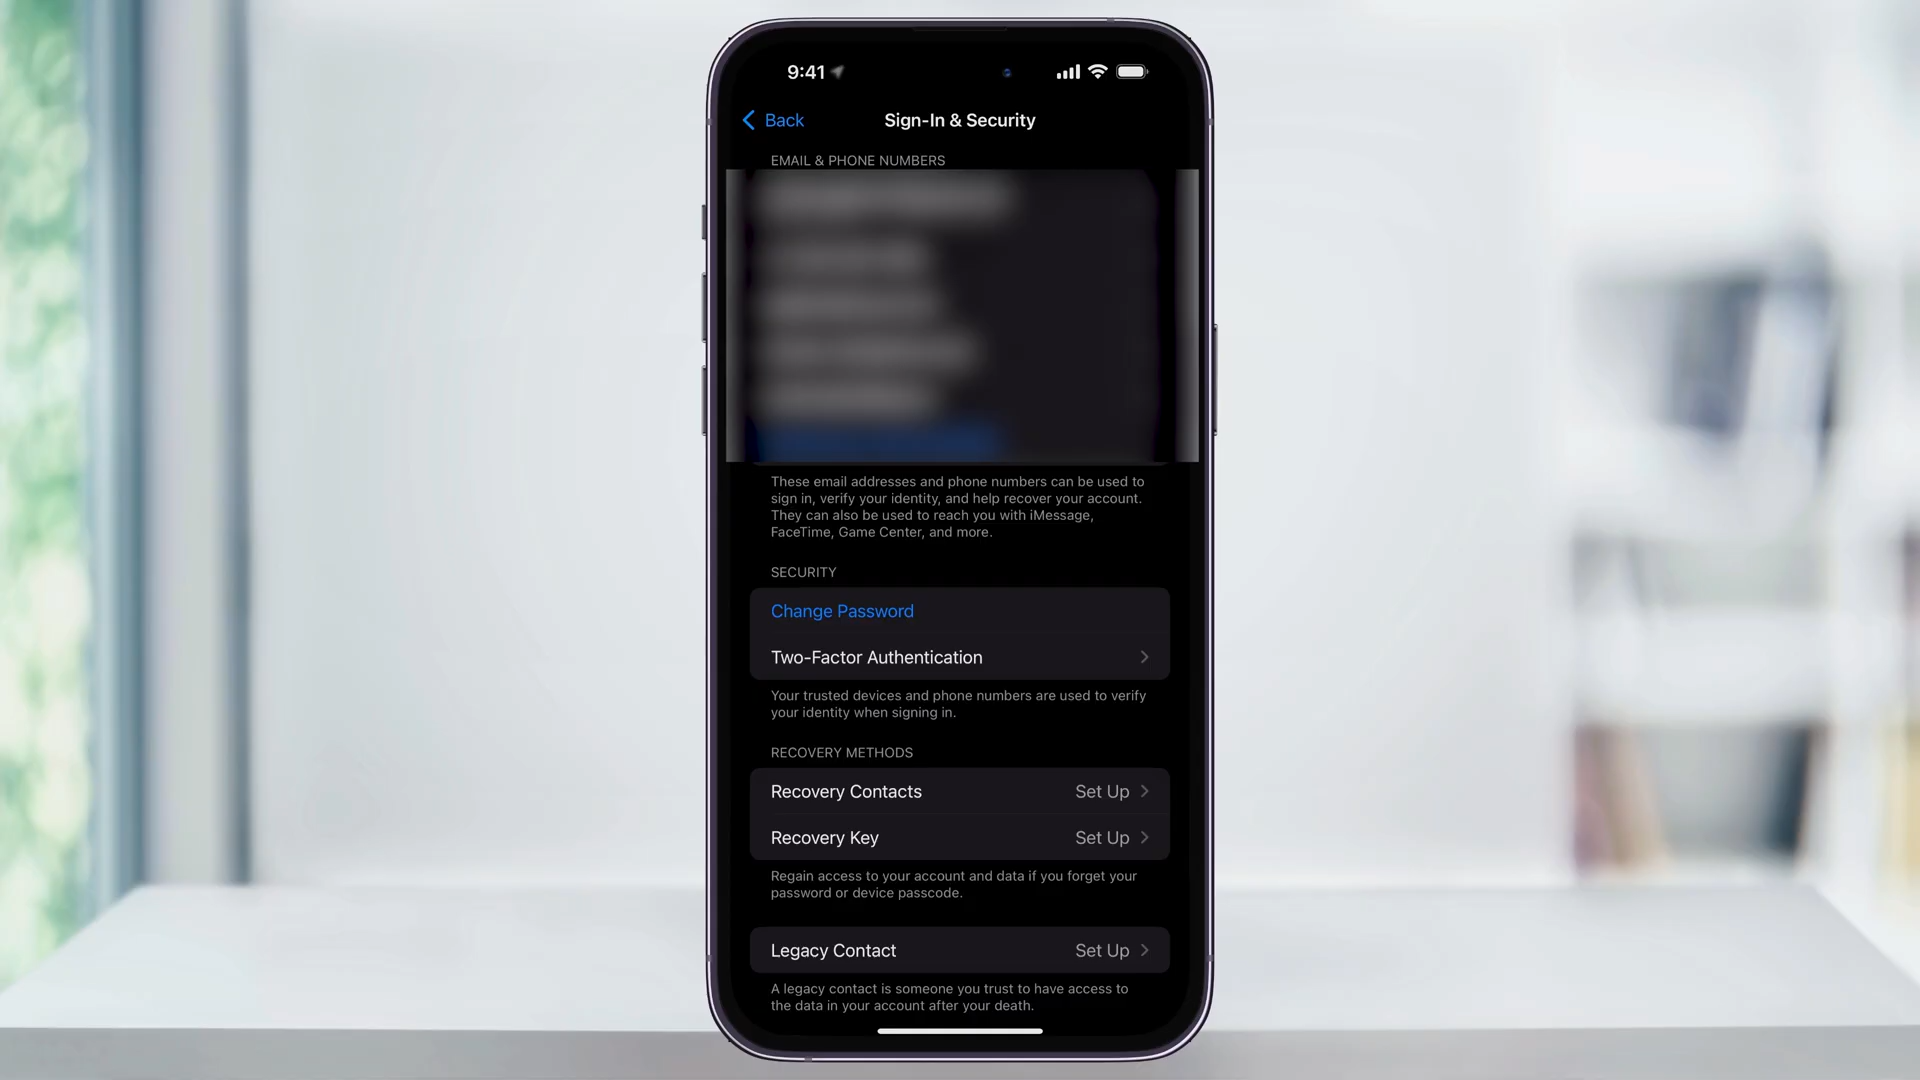 9:41
Back
Sign-In & Security
EMAIL & PHONE NUMBERS
These email addresses and phone numbers can be used to
sign in, verify your identity, and help recover your account.
They can also be used to reach you with iMessage,
FaceTime, Game Center, and more.
SECURITY
Change Password
Two-Factor Authentication
Your trusted devices and phone numbers are used to verify
your identity when signing in.
RECOVERY METHODS
Recovery Contacts Set Up
Recovery Key Set Up
Regain access to your account and data if you forget your
password or device passcode.
Legacy Contact Set Up
A legacy contact is someone you trust to have access to
the data in your account after your death.